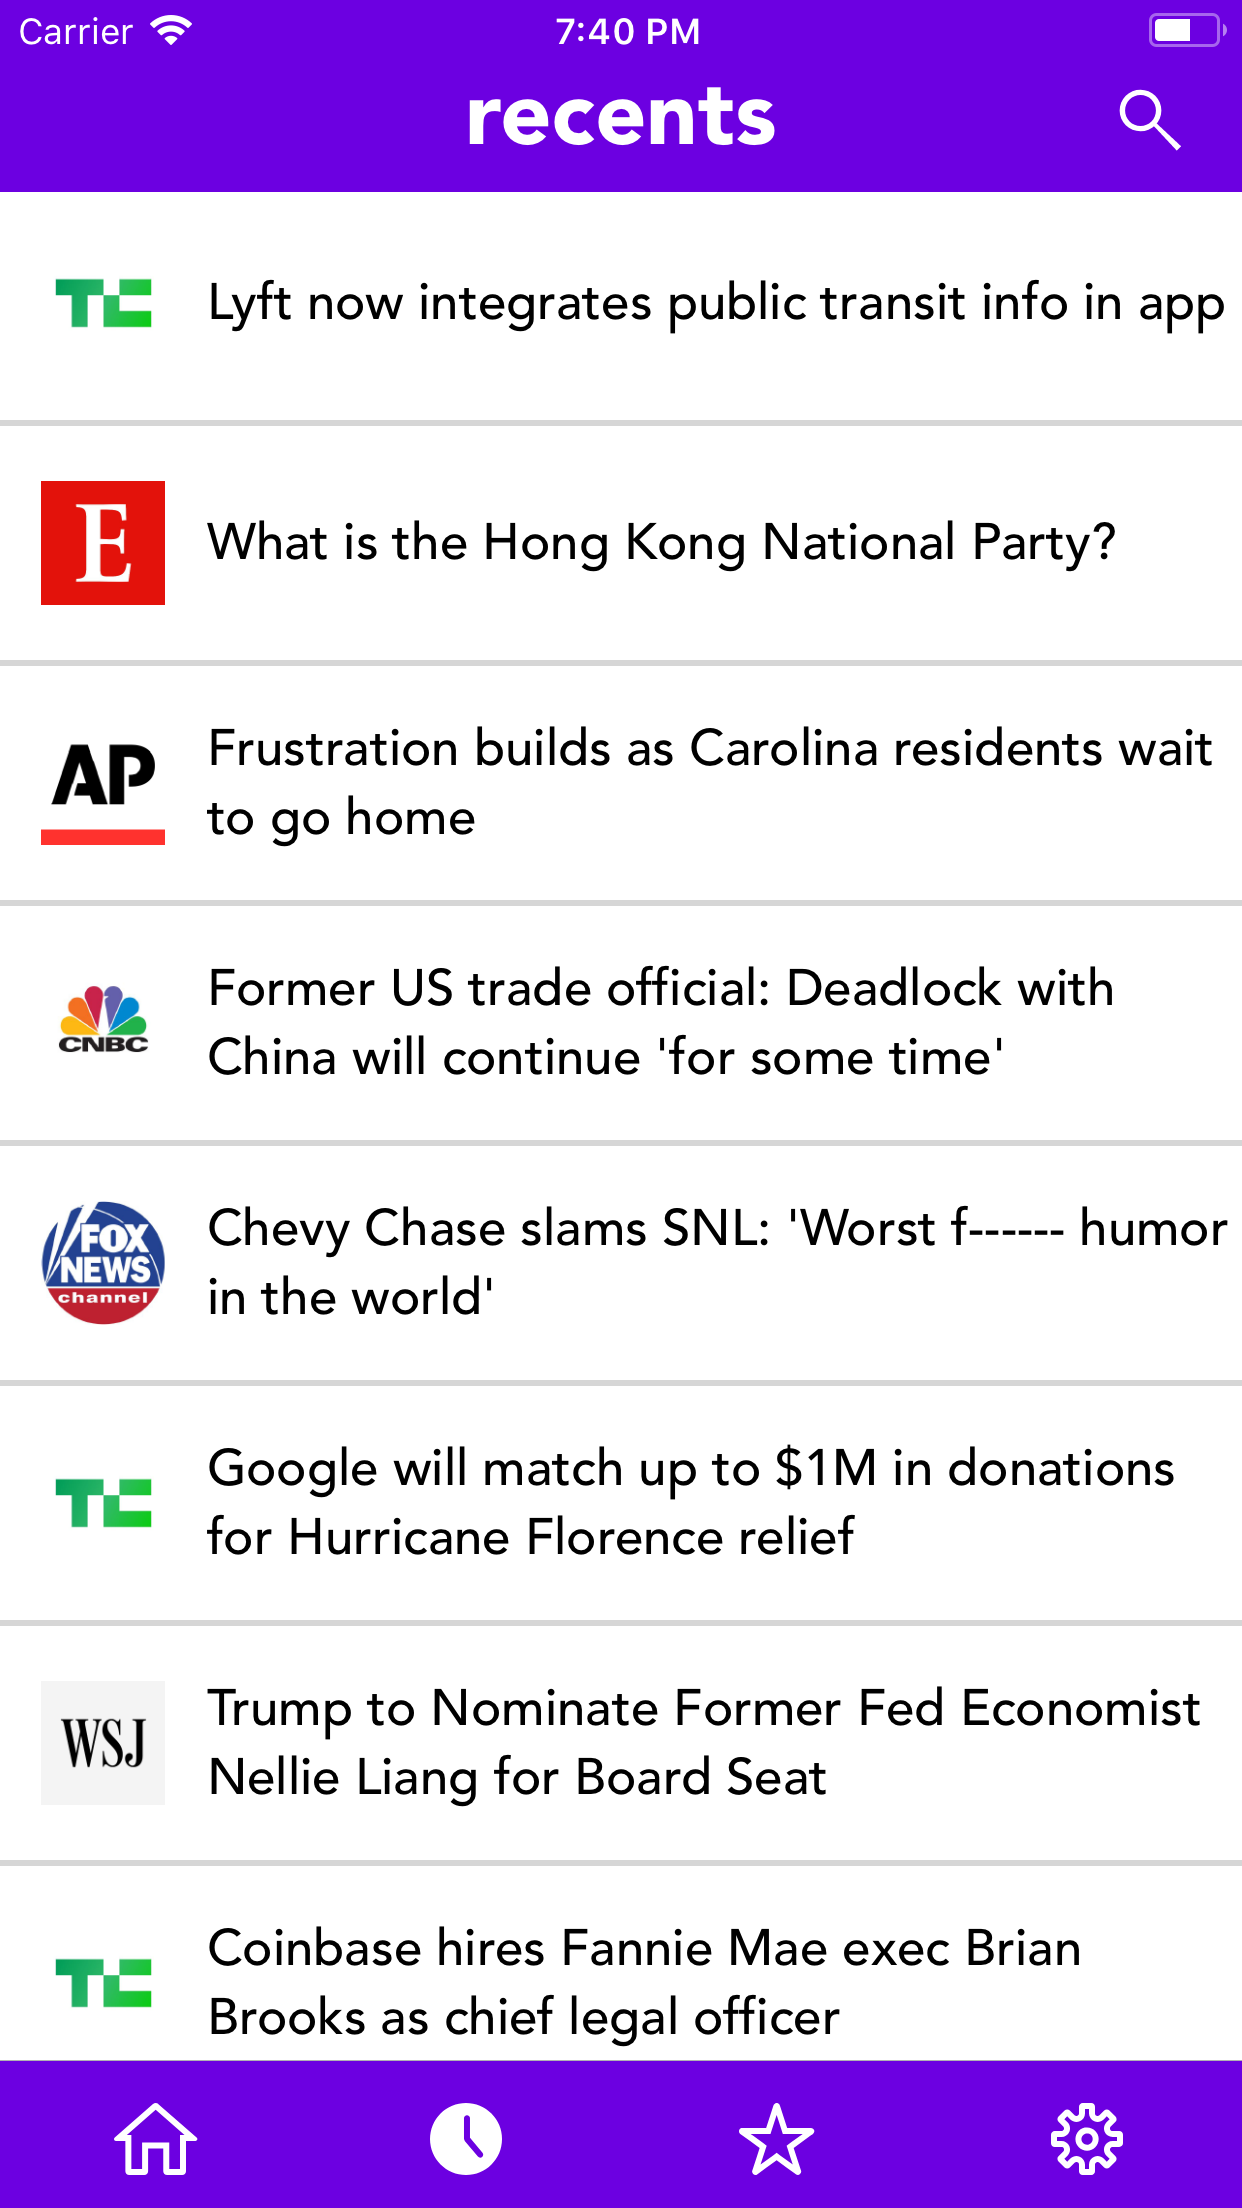 Carrier 7:40 PM
recents
TC Lyft now integrates public transit info in app
E What is the Hong Kong National Party?
AP Frustration builds as Carolina residents wait
to go home
Former US trade official: Deadlock with
CNBC China will continue 'for some time'
FOX
NEWS
channel
Chevy Chase slams SNL: 'Worst f------ humor
in the world'
TC Google will match up to $1M in donations
for Hurricane Florence relief
WSJ Trump to Nominate Former Fed Economist
Nellie Liang for Board Seat
TC Coinbase hires Fannie Mae exec Brian
Brooks as chief legal officer